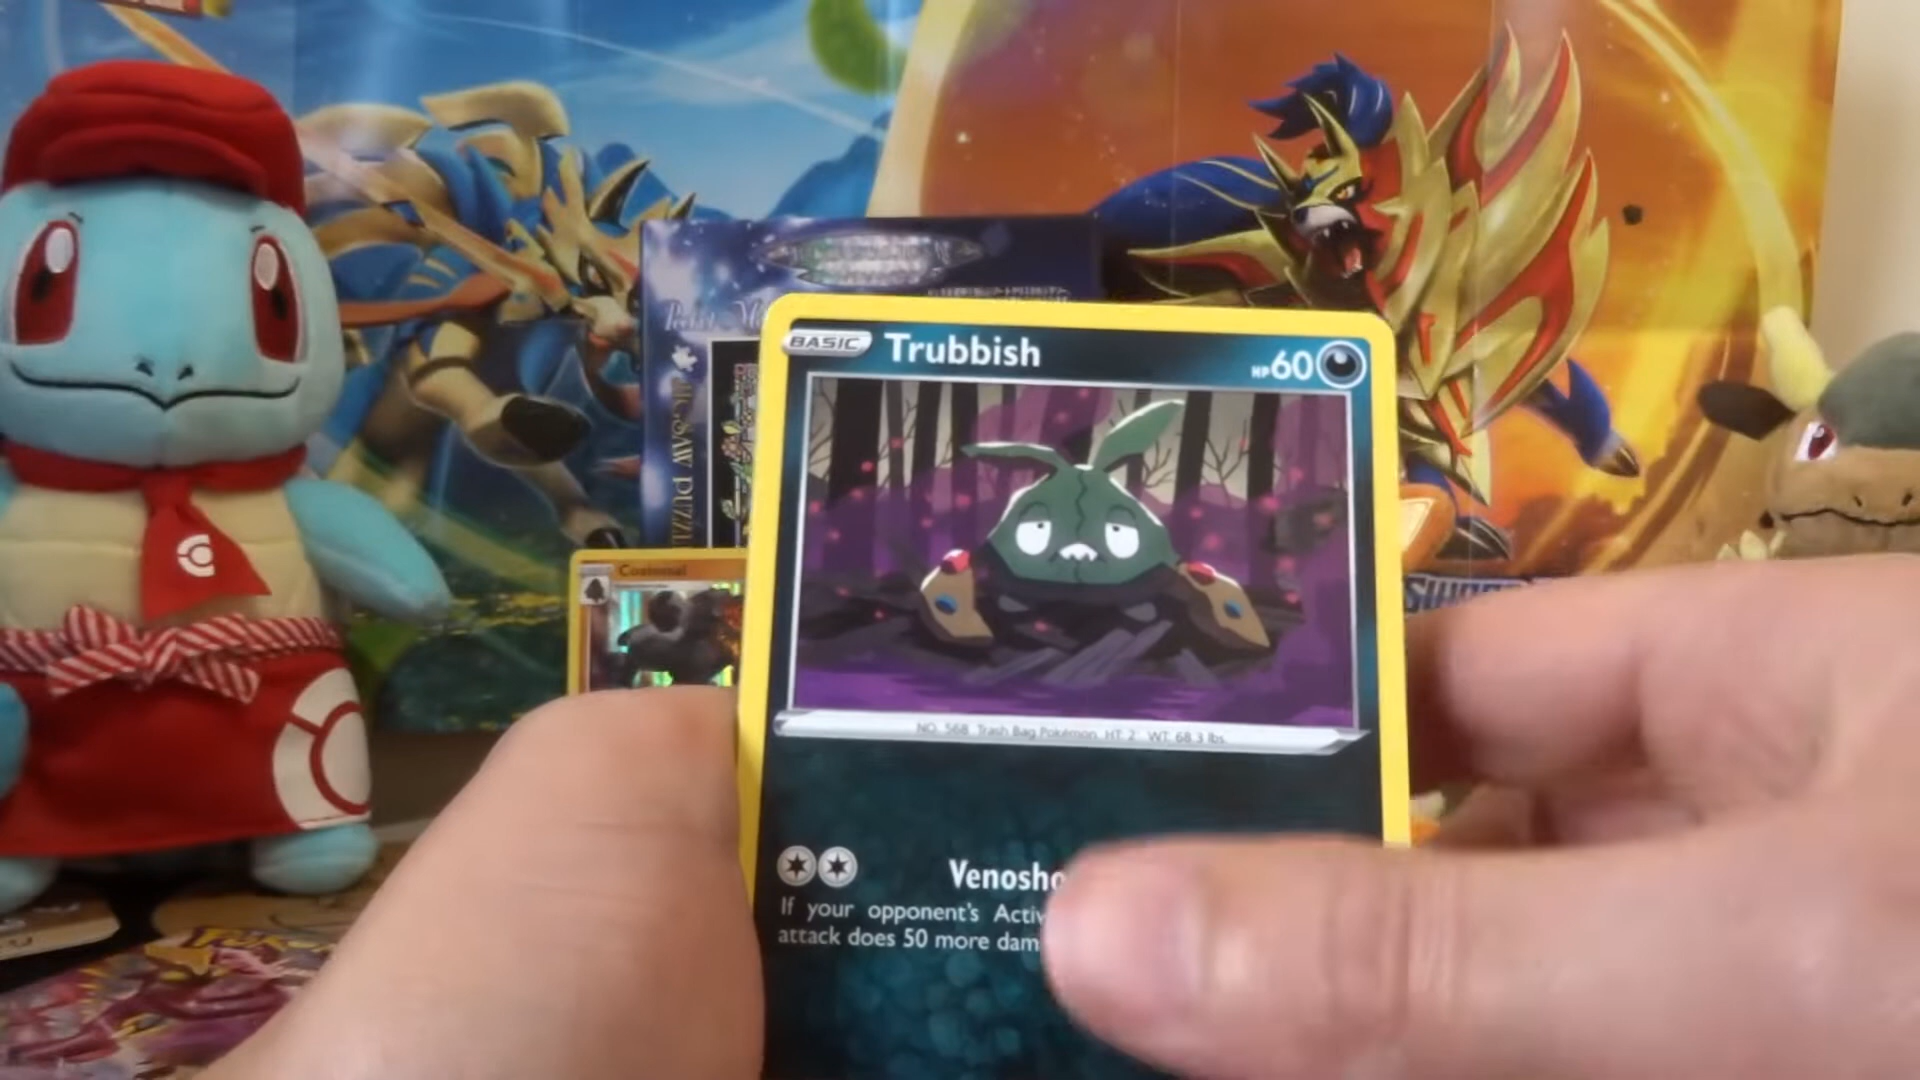 BASIC Trubbish HP60
NO. 568 Trash Bag Pokémon HT: 2' WT: 68.3 lbs.
Venosho
If your opponent's Activ
attack does 50 more dam
JIGSAW PUZZL